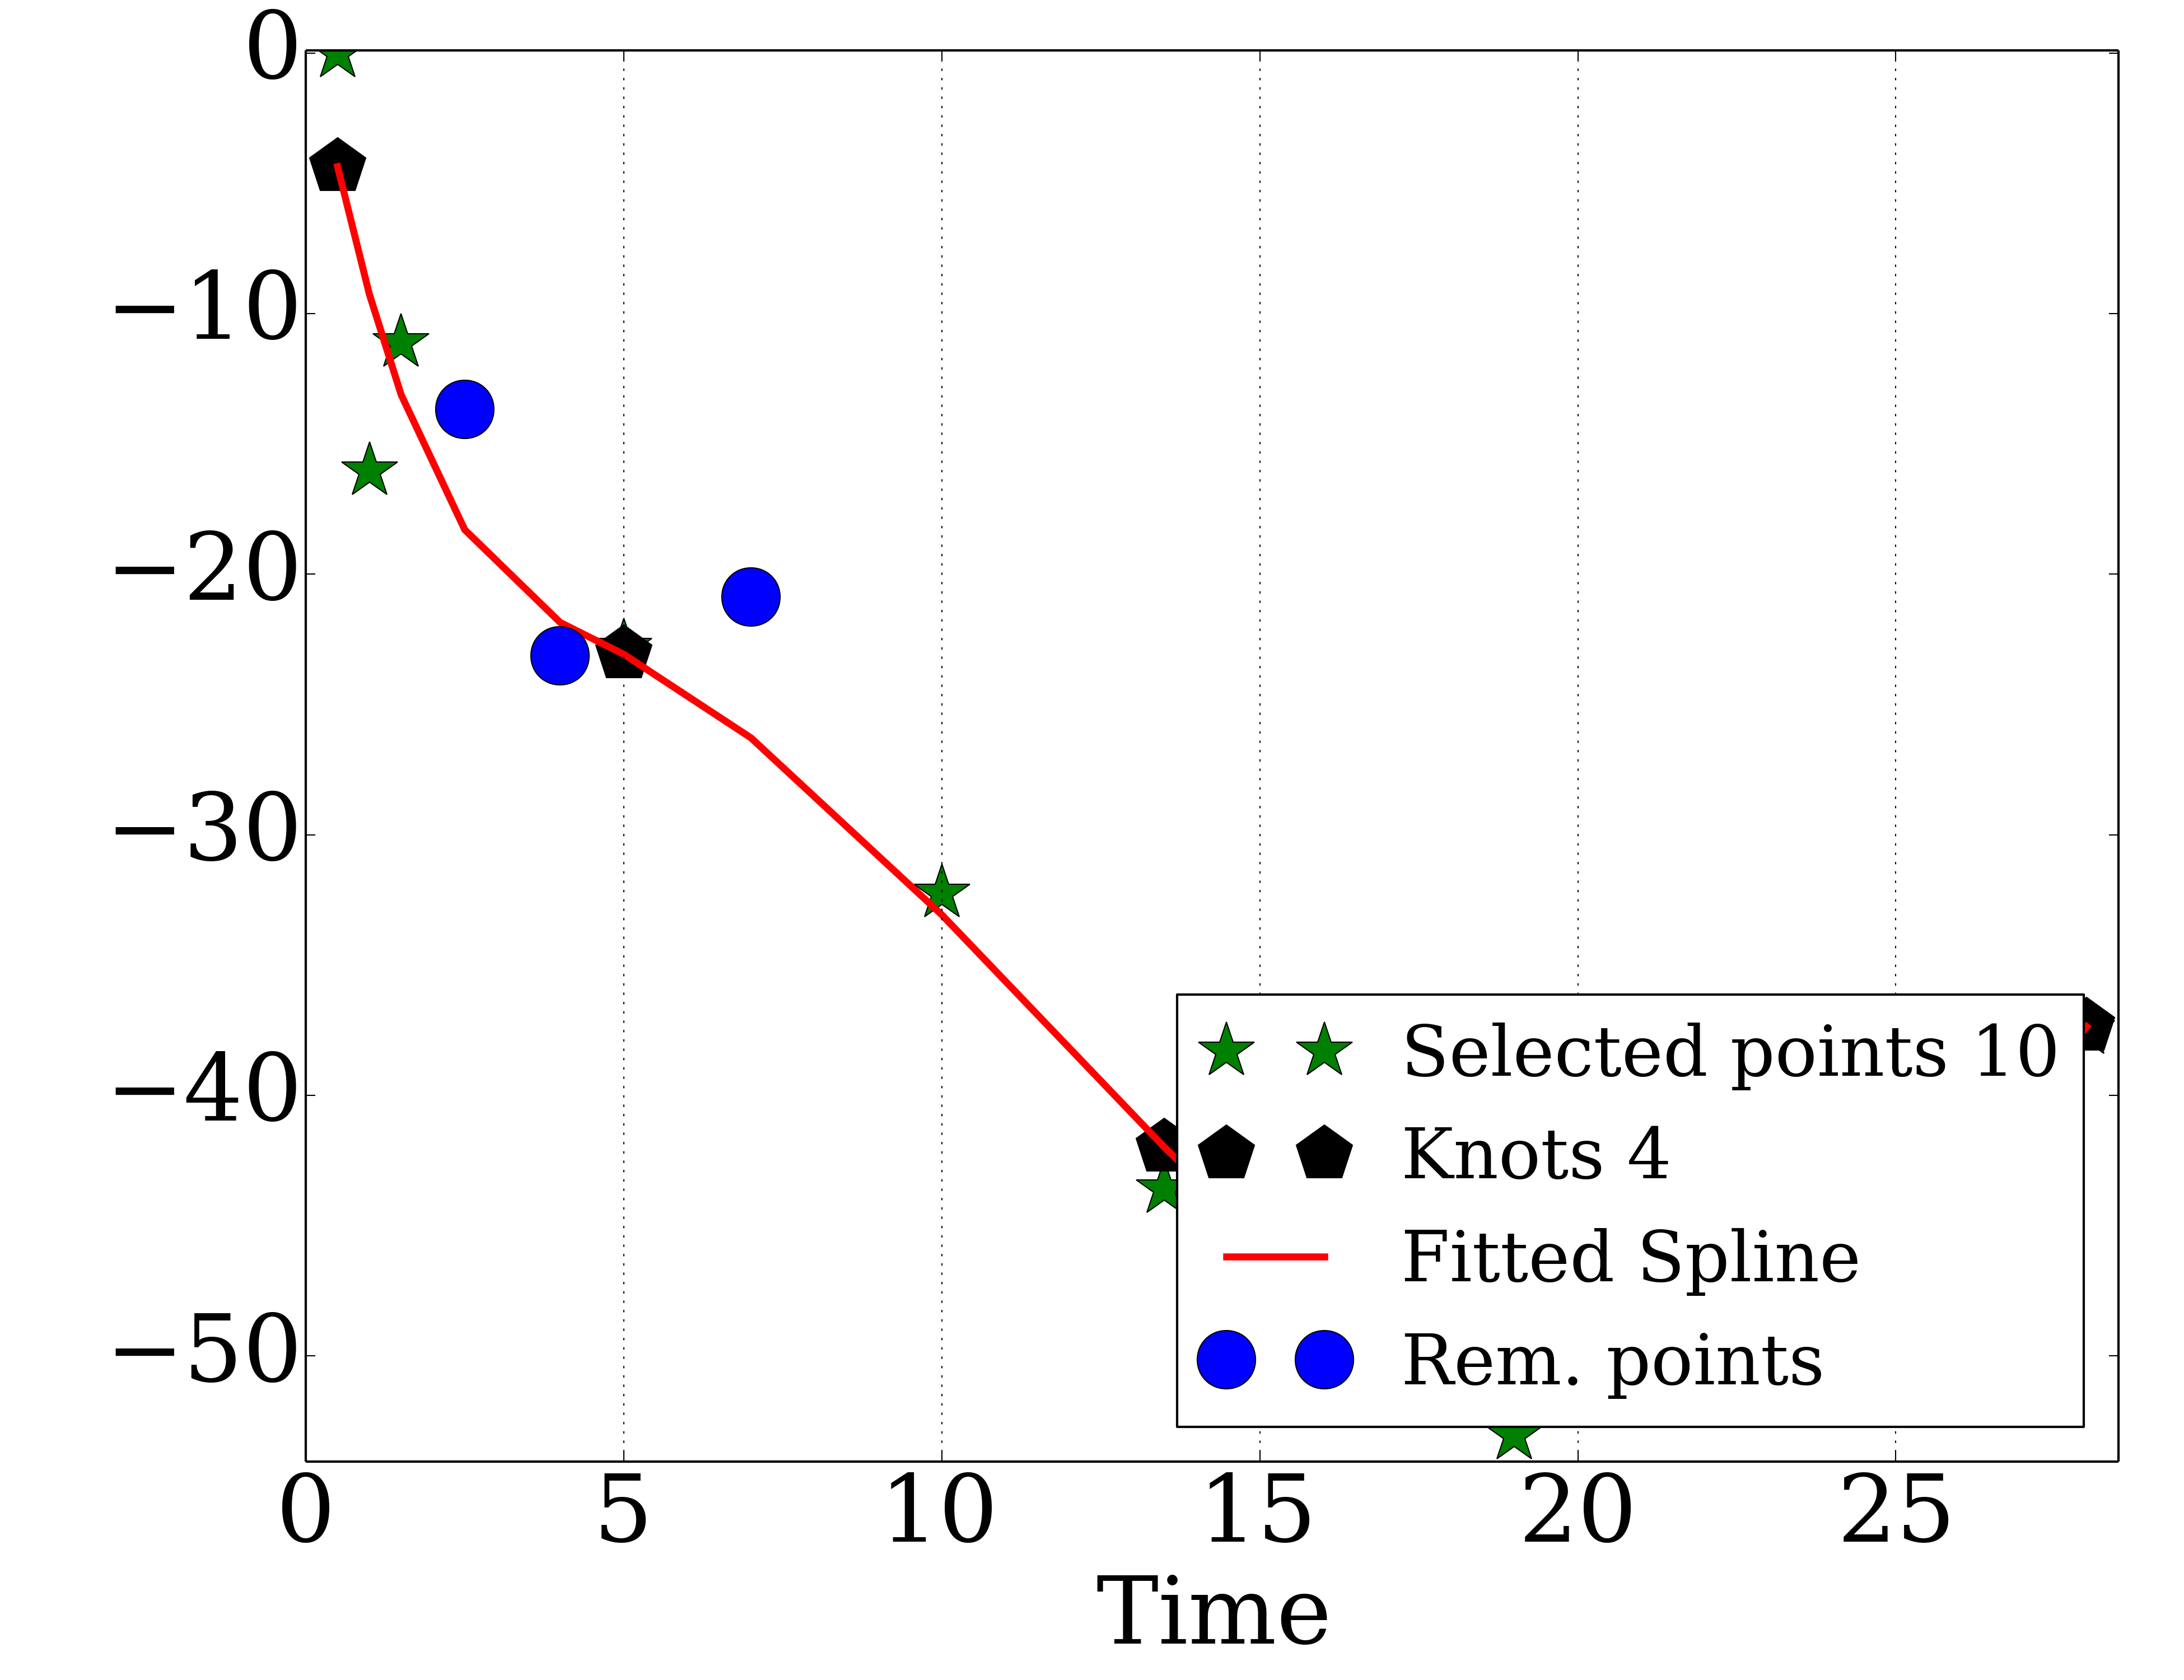 0
−10
−20
−30
−40
−50
Selected points 10
Knots 4
Fitted Spline
Rem. points
0 5 10 15 20 25
Time